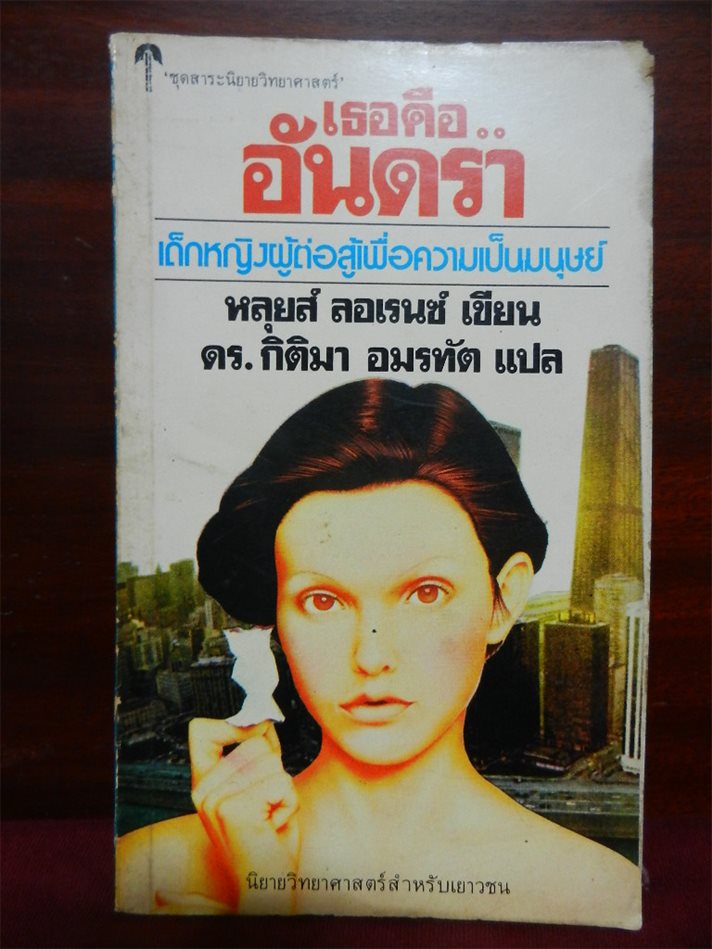 'ชุดสาระนิยายวิทยาศาสตร์'
เธอคือ
อันดรา
เด็กหญิงผู้ต่อสู้เพื่อความเป็นมนุษย์
หลุยส์ ลอเรนซ์ เขียน
ดร. กิติมา อมรทัต แปล
นิยายวิทยาศาสตร์สำหรับเยาวชน